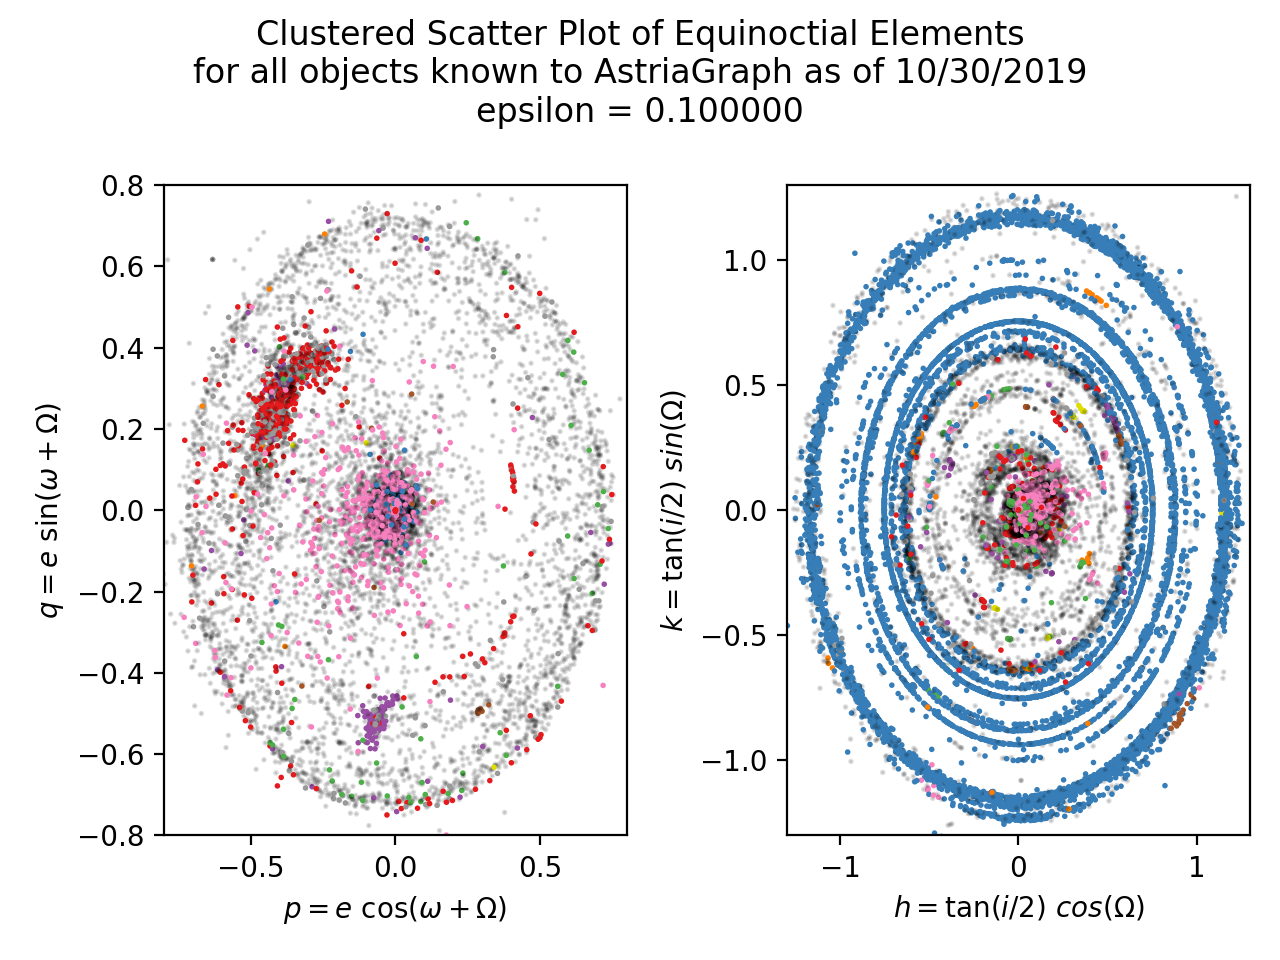 Clustered Scatter Plot of Equinoctial Elements
for all objects known to AstriaGraph as of 10/30/2019
epsilon = 0.100000
0.8
0.6
0.4
0.2
0.0
−0.2
−0.4
−0.6
−0.8
q = e sin(ω + Ω)
−0.5 0.0 0.5
p = e cos(ω + Ω)
1.0
0.5
0.0
−0.5
−1.0
k = tan(i/2) sin(Ω)
−1 0 1
h = tan(i/2) cos(Ω)